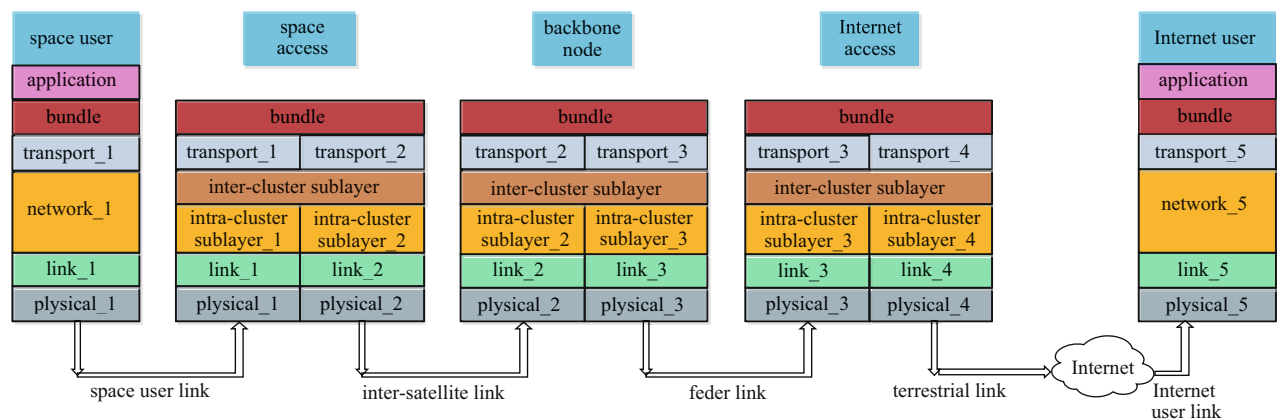 space user
application
bundle
transport_1
network_1
link_1
plysical_1
space
access
bundle
transport_1
transport_2
inter-cluster sublayer
intra-cluster
sublayer_1
intra-cluster
sublayer_2
link_1
link_2
plysical_1
plysical_2
backbone
node
bundle
transport_2
transport_3
inter-cluster sublayer
intra-cluster
sublayer_2
intra-cluster
sublayer_3
link_2
link_3
plysical_2
plysical_3
Internet
access
bundle
transport_3
transport_4
inter-cluster sublayer
intra-cluster
sublayer_3
intra-cluster
sublayer_4
link_3
link_4
plysical_3
plysical_4
Internet user
application
bundle
transport_5
network_5
link_5
plysical_5
space user link
inter-satellite link
feder link
terrestrial link
Internet
Internet
user link